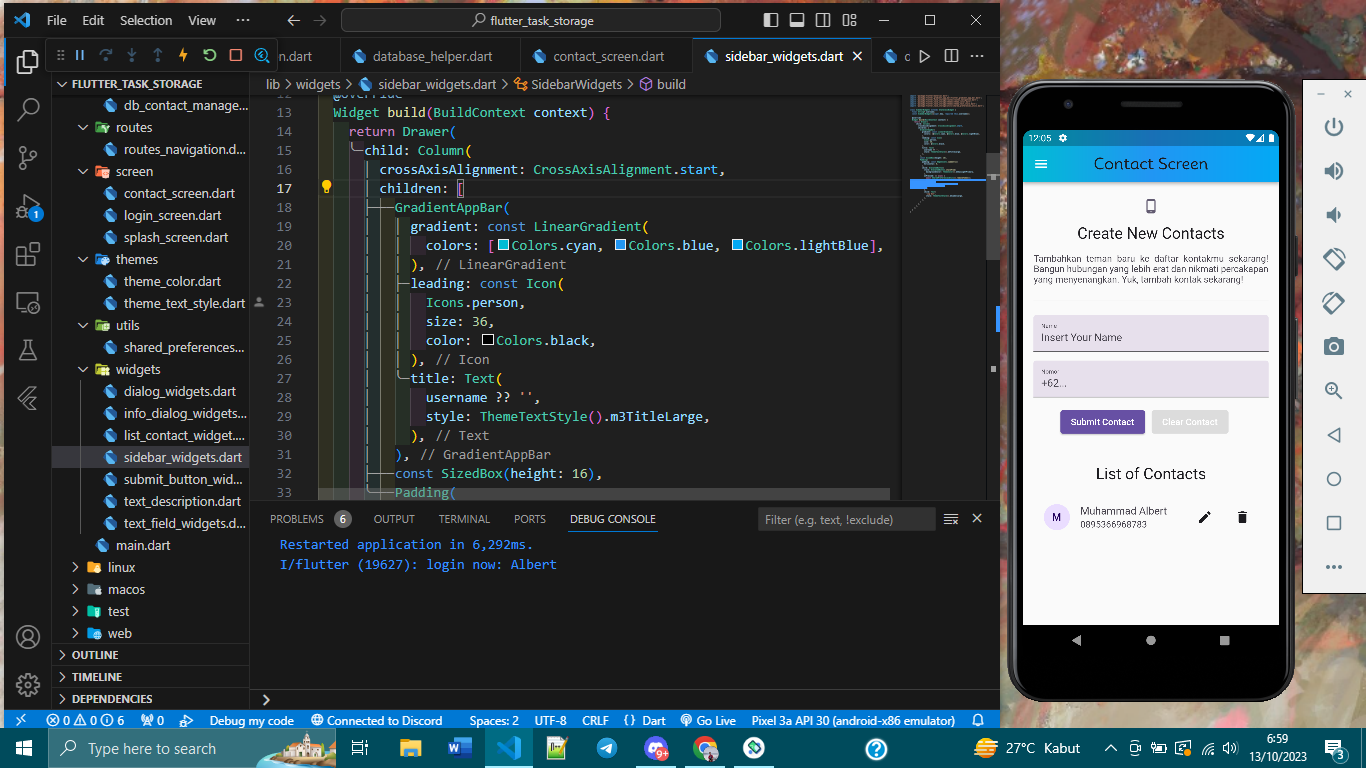 File Edit Selection View ··· flutter_task_storage
n.dart database_helper.dart contact_screen.dart sidebar_widgets.dart
FLUTTER_TASK_STORAGE
db_contact_manage...
routes
routes_navigation.d...
screen
contact_screen.dart
login_screen.dart
splash_screen.dart
themes
theme_color.dart
theme_text_style.dart
utils
shared_preferences...
widgets
dialog_widgets.dart
info_dialog_widgets...
list_contact_widget....
sidebar_widgets.dart
submit_button_wid...
text_description.dart
text_field_widgets.d...
main.dart
linux
macos
test
web
OUTLINE
TIMELINE
DEPENDENCIES
1
lib > widgets > sidebar_widgets.dart > SidebarWidgets > build
12 @override
13 Widget build(BuildContext context) {
14 return Drawer(
15 child: Column(
16 crossAxisAlignment: CrossAxisAlignment.start,
17 children: [
18 GradientAppBar(
19 gradient: const LinearGradient(
20 colors: [Colors.cyan, Colors.blue, Colors.lightBlue],
21 ), // LinearGradient
22 leading: const Icon(
23 Icons.person,
24 size: 36,
25 color: Colors.black,
26 ), // Icon
27 title: Text(
28 username ?? '',
29 style: ThemeTextStyle().m3TitleLarge,
30 ), // Text
31 ), // GradientAppBar
32 const SizedBox(height: 16),
33 Padding(
PROBLEMS 6 OUTPUT TERMINAL PORTS DEBUG CONSOLE Filter (e.g. text, !exclude)
Restarted application in 6,292ms.
I/flutter (19627): login now: Albert
0 0 6 0 Debug my code Connected to Discord Spaces: 2 UTF-8 CRLF {} Dart Go Live Pixel 3a API 30 (android-x86 emulator)
12:05
Contact Screen
Create New Contacts
Tambahkan teman baru ke daftar kontakmu sekarang!
Bangun hubungan yang lebih erat dan nikmati percakapan
yang menyenangkan. Yuk, tambah kontak sekarang!
Name
Insert Your Name
Nomor
+62...
Submit Contact Clear Contact
List of Contacts
M Muhammad Albert
0895366968783
Type here to search
9+
27°C Kabut
6:59
13/10/2023
3